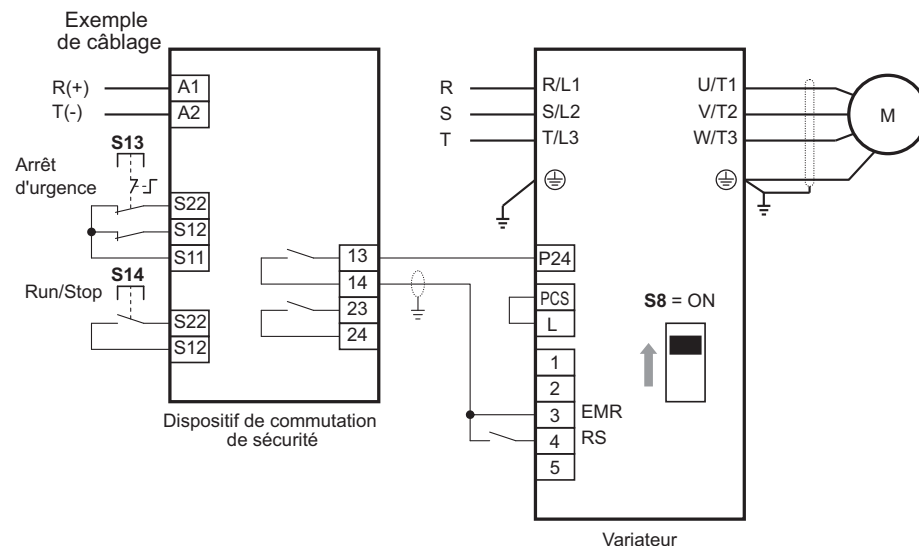 Exemple
de câblage
R(+)
T(-)
A1
A2
S13
Arrêt
d'urgence
S22
S12
S11
S14
Run/Stop
S22
S12
13
14
23
24
Dispositif de commutation
de sécurité
R
S
T
R/L1
S/L2
T/L3
U/T1
V/T2
W/T3
M
P24
PCS
L
S8 = ON
1
2
3 EMR
4 RS
5
Variateur